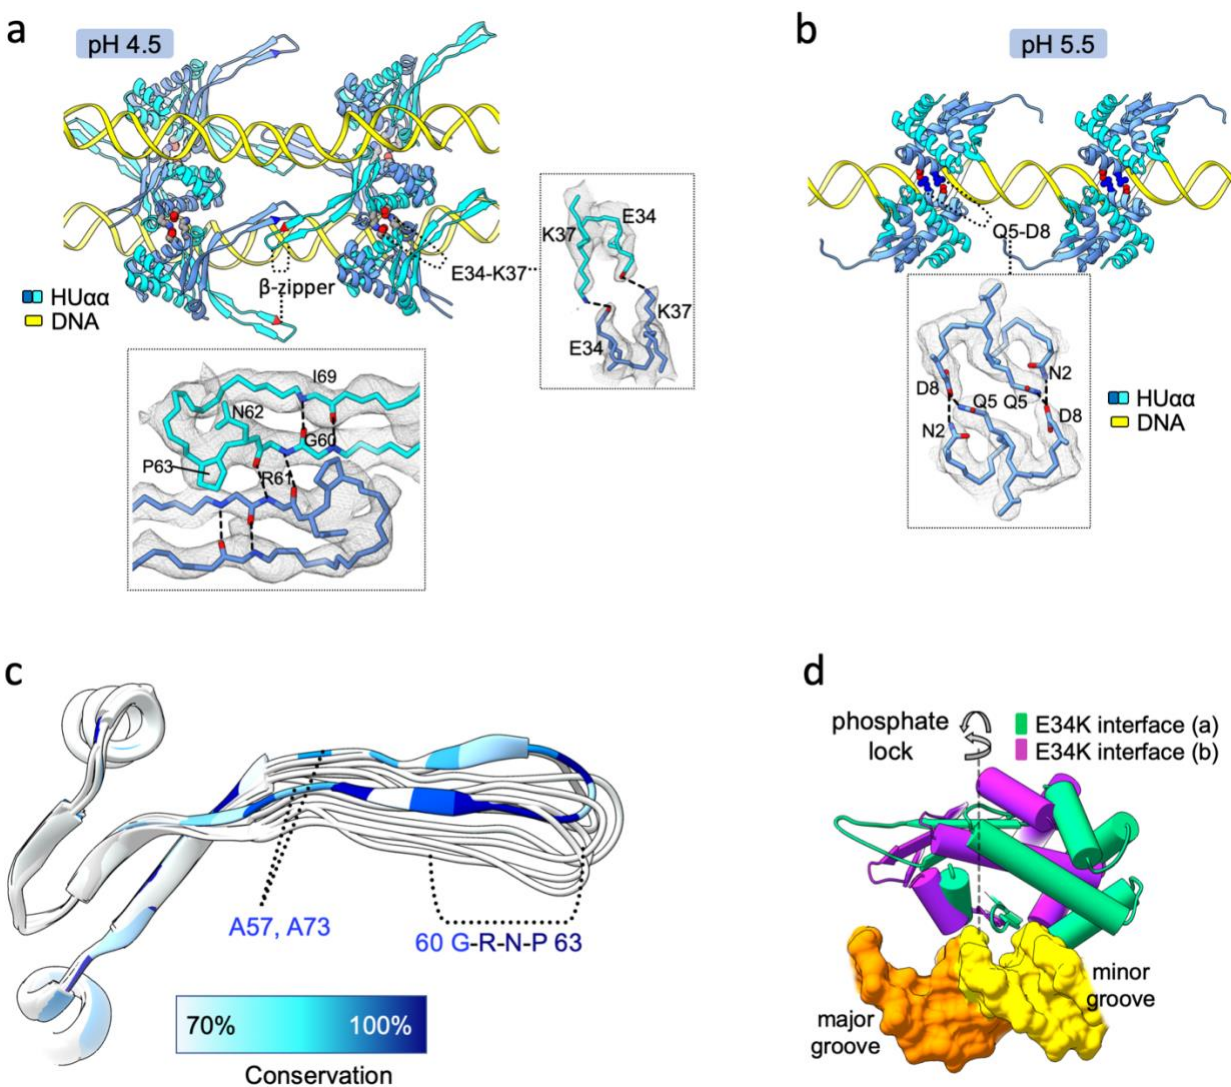 a
pH 4.5
E34
K37
E34-K37
K37
E34
β-zipper
HUαα
DNA
I69
N62
G60
P63
R61
b
pH 5.5
Q5-D8
N2
D8
Q5 Q5
D8
N2
HUαα
DNA
c
A57, A73
60 G-R-N-P 63
70% 100%
Conservation
d
phosphate
lock
E34K interface (a)
E34K interface (b)
minor
groove
major
groove